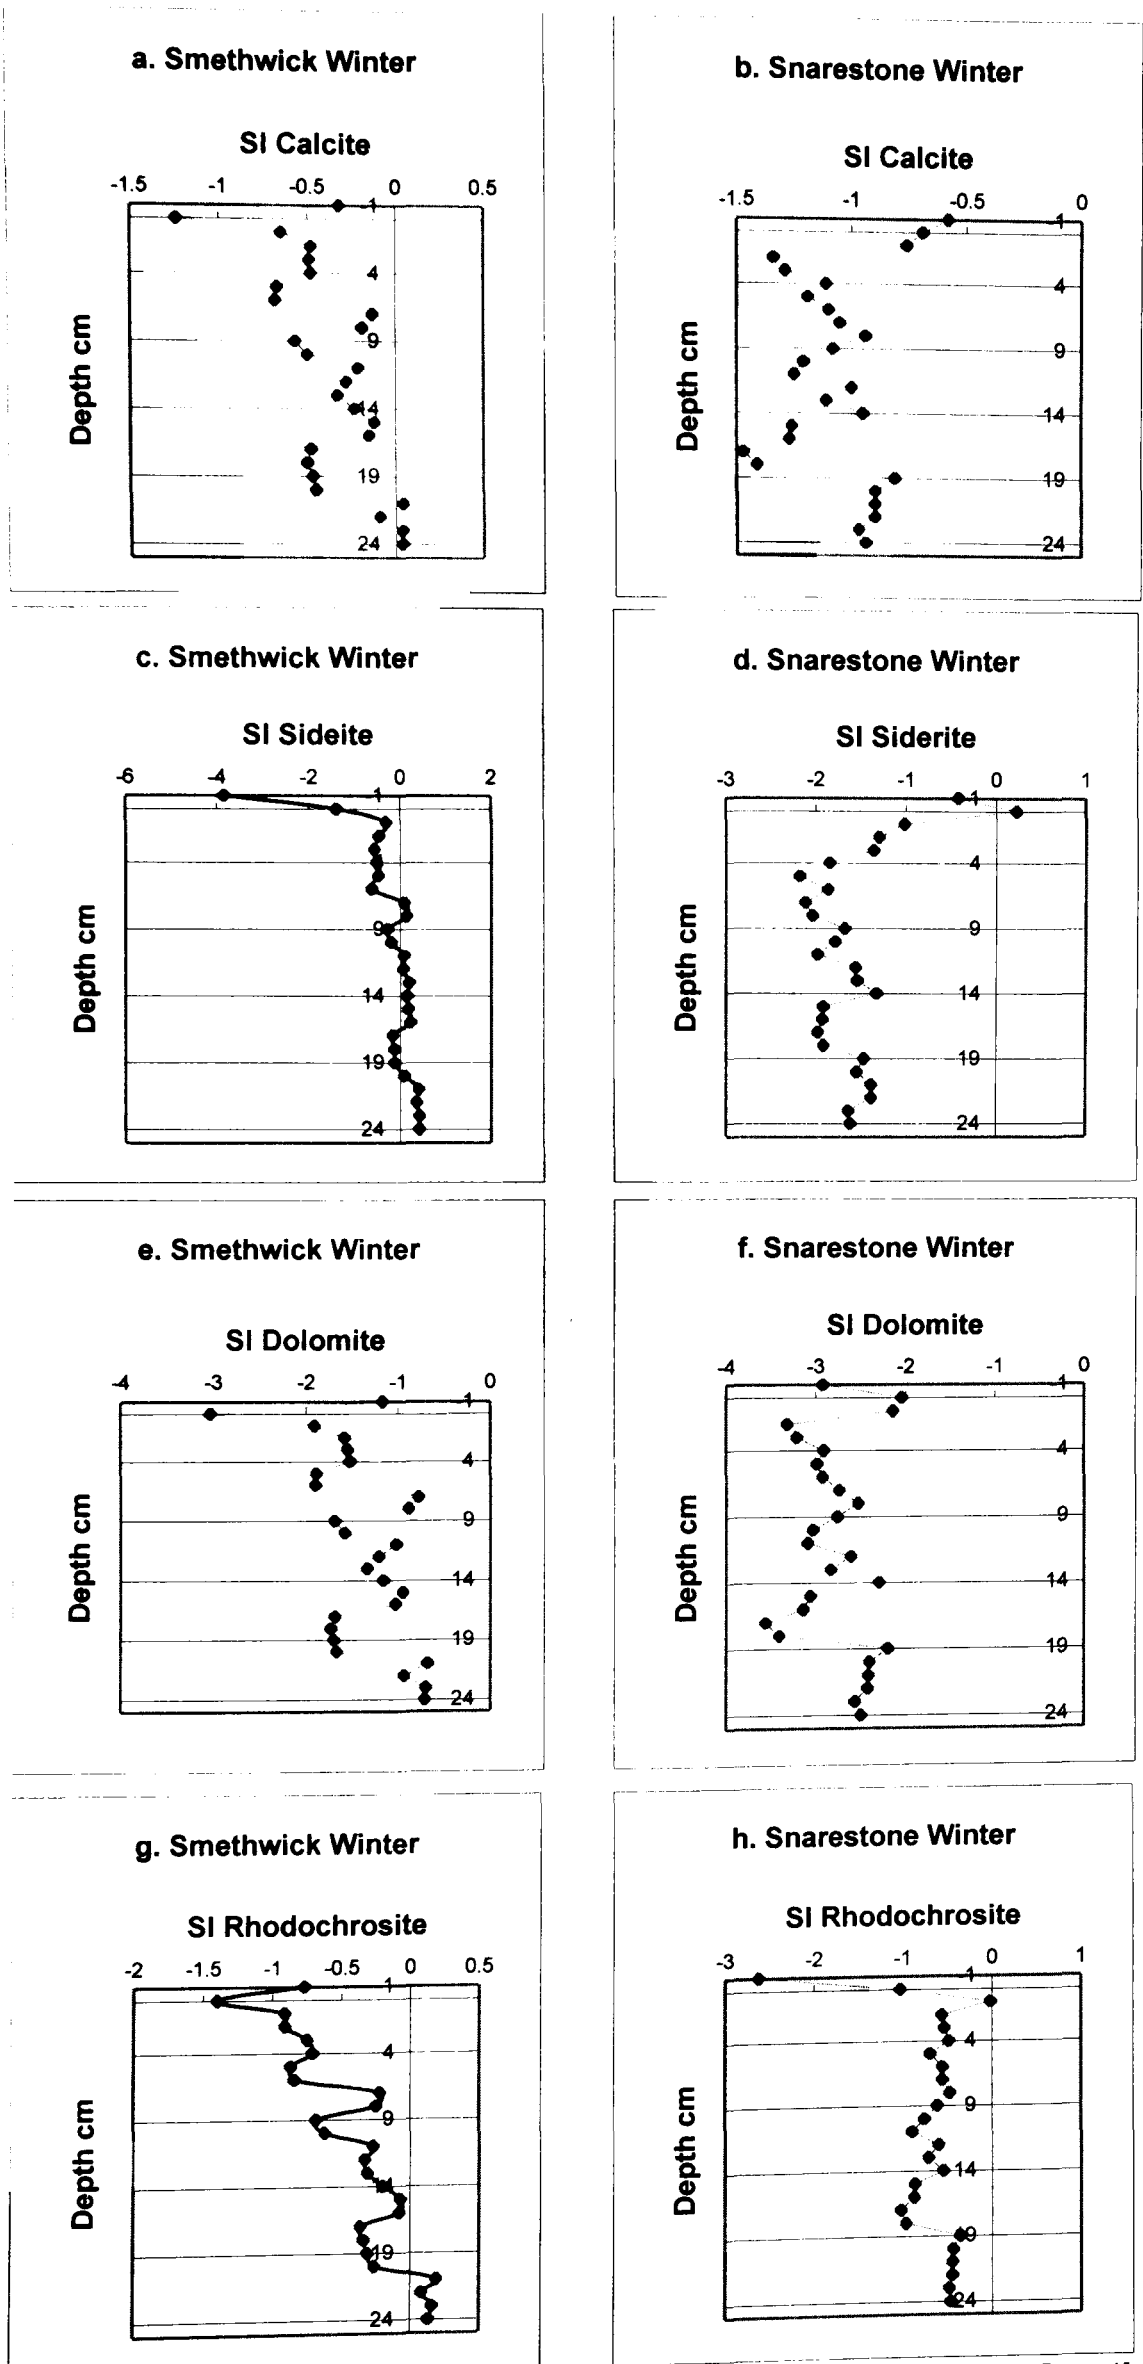 a. Smethwick Winter
SI Calcite
-1.5 -1 -0.5 0 0.5
1
4
9
14
19
24
Depth cm
b. Snarestone Winter
SI Calcite
-1.5 -1 -0.5 0
1
4
9
14
19
24
Depth cm
c. Smethwick Winter
SI Sideite
-6 -4 -2 0 2
1
9
14
19
24
Depth cm
d. Snarestone Winter
SI Siderite
-3 -2 -1 0 1
1
4
9
14
19
24
Depth cm
e. Smethwick Winter
SI Dolomite
-4 -3 -2 -1 0
1
4
9
14
19
24
Depth cm
f. Snarestone Winter
SI Dolomite
-4 -3 -2 -1 0
1
4
9
14
19
24
Depth cm
g. Smethwick Winter
SI Rhodochrosite
-2 -1.5 -1 -0.5 0 0.5
1
4
9
14
19
24
Depth cm
h. Snarestone Winter
SI Rhodochrosite
-3 -2 -1 0 1
1
4
9
14
19
24
Depth cm